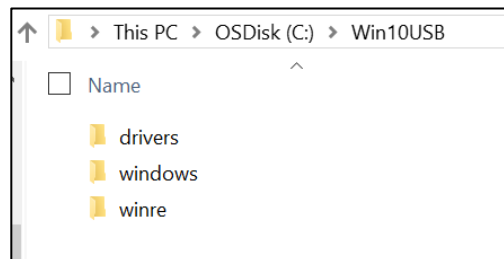 This PC > OSDisk (C:) > Win10USB
Name
drivers
windows
winre